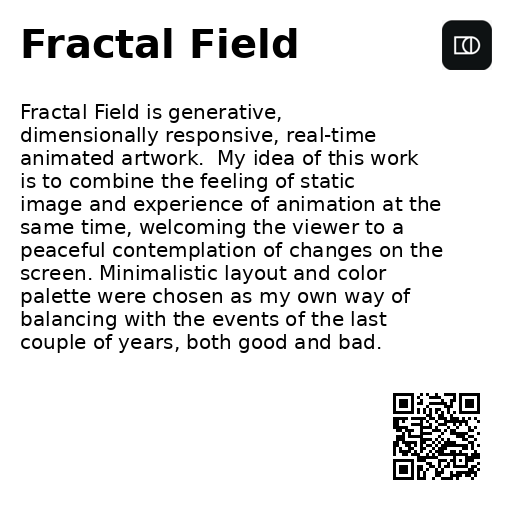 Fractal Field
Fractal Field is generative,
dimensionally responsive, real-time
animated artwork.  My idea of this work
is to combine the feeling of static
image and experience of animation at the
same time, welcoming the viewer to a
peaceful contemplation of changes on the
screen. Minimalistic layout and color
palette were chosen as my own way of
balancing with the events of the last
couple of years, both good and bad.